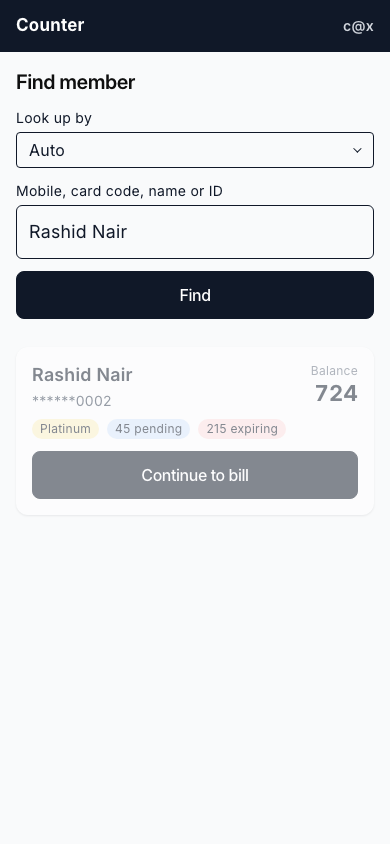 Counter
c@x
Find member
Look up by
Auto
Mobile, card code, name or ID
Rashid Nair
Find
Rashid Nair
Balance
******0002
724
Platinum
45 pending
215 expiring
Continue to bill